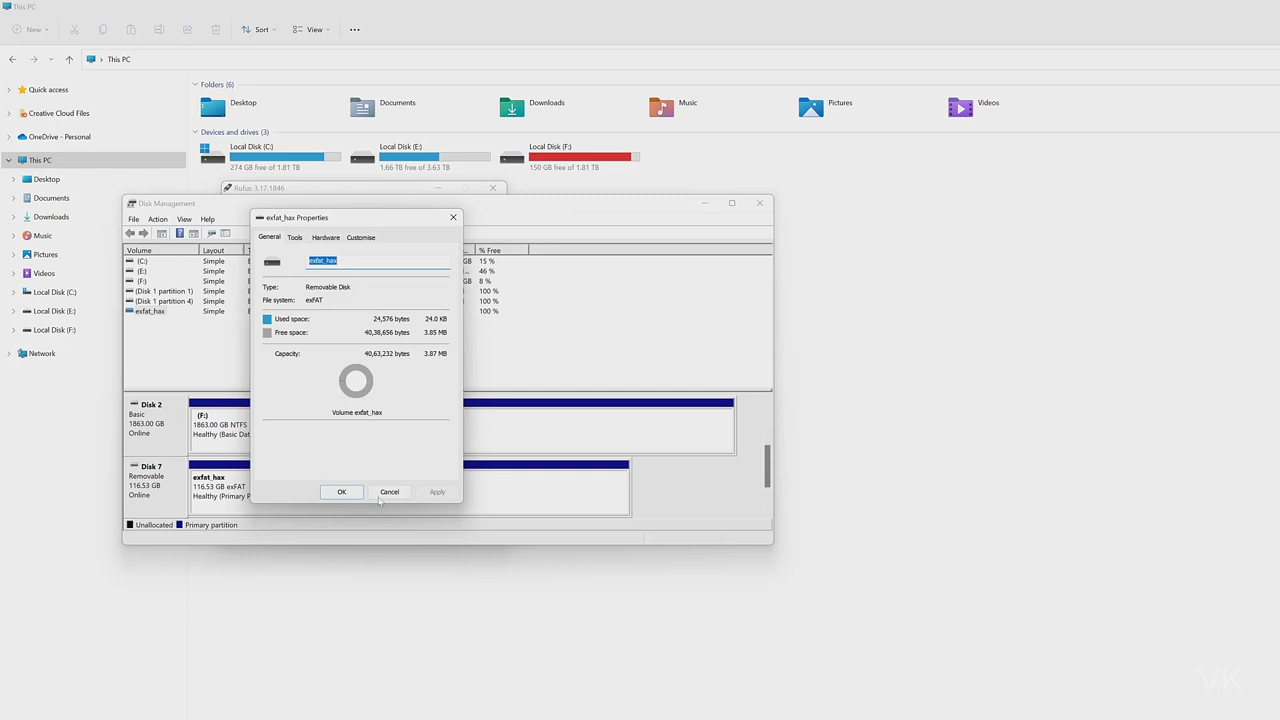 This PC
New
Sort
View
This PC
Quick access
Creative Cloud Files
OneDrive - Personal
This PC
Desktop
Documents
Downloads
Music
Pictures
Videos
Local Disk (C:)
Local Disk (E:)
Local Disk (F:)
Network
Folders (6)
Desktop
Documents
Downloads
Music
Pictures
Videos
Devices and drives (3)
Local Disk (C:)
274 GB free of 1.81 TB
Local Disk (E:)
1.66 TB free of 3.63 TB
Local Disk (F:)
150 GB free of 1.81 TB
Rufus 3.17.1846
Disk Management
File Action View Help
Volume Layout % Free
(C:) Simple 15 %
(E:) Simple 46 %
(F:) Simple 8 %
(Disk 1 partition 1) Simple 100 %
(Disk 1 partition 4) Simple 100 %
exfat_hax Simple 100 %
Disk 2
Basic
1863.00 GB
Online
(F:)
1863.00 GB NTFS
Healthy (Basic Dat
Disk 7
Removable
116.53 GB
Online
exfat_hax
116.53 GB exFAT
Healthy (Primary P
Unallocated Primary partition
exfat_hax Properties
General Tools Hardware Customise
exfat_hax
Type: Removable Disk
File system: exFAT
Used space: 24,576 bytes 24.0 KB
Free space: 40,38,656 bytes 3.85 MB
Capacity: 40,63,232 bytes 3.87 MB
Volume exfat_hax
OK Cancel Apply
VK